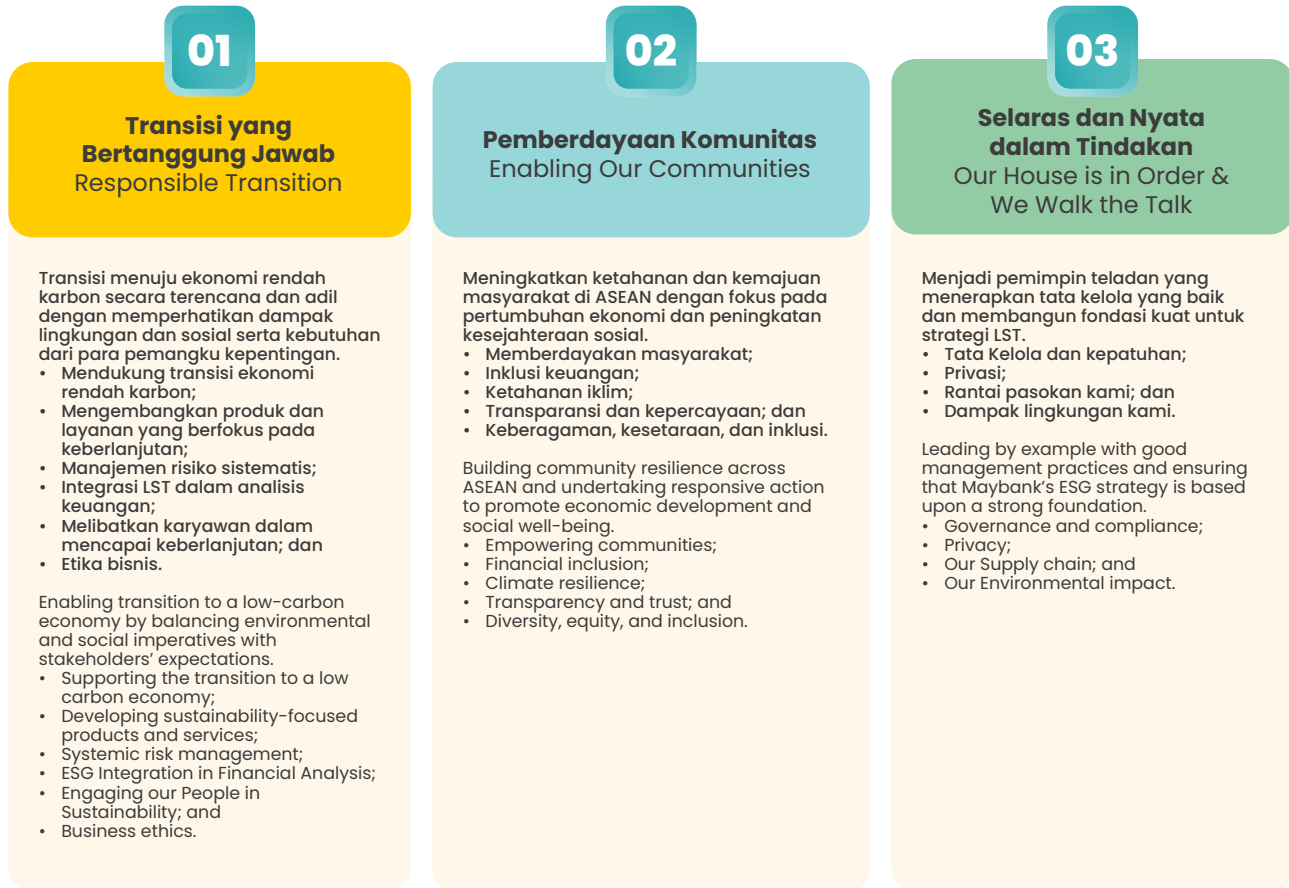 01
Transisi yang
Bertanggung Jawab
Responsible Transition
Transisi menuju ekonomi rendah
karbon secara terencana dan adil
dengan memperhatikan dampak
lingkungan dan sosial serta kebutuhan
dari para pemangku kepentingan.
• Mendukung transisi ekonomi
rendah karbon;
• Mengembangkan produk dan
layanan yang berfokus pada
keberlanjutan;
• Manajemen risiko sistematis;
• Integrasi LST dalam analisis
keuangan;
• Melibatkan karyawan dalam
mencapai keberlanjutan; dan
• Etika bisnis.
Enabling transition to a low-carbon
economy by balancing environmental
and social imperatives with
stakeholders’ expectations.
• Supporting the transition to a low
carbon economy;
• Developing sustainability-focused
products and services;
• Systemic risk management;
• ESG Integration in Financial Analysis;
• Engaging our People in
Sustainability; and
• Business ethics.
02
Pemberdayaan Komunitas
Enabling Our Communities
Meningkatkan ketahanan dan kemajuan
masyarakat di ASEAN dengan fokus pada
pertumbuhan ekonomi dan peningkatan
kesejahteraan sosial.
• Memberdayakan masyarakat;
• Inklusi keuangan;
• Ketahanan iklim;
• Transparansi dan kepercayaan; dan
• Keberagaman, kesetaraan, dan inklusi.
Building community resilience across
ASEAN and undertaking responsive action
to promote economic development and
social well-being.
• Empowering communities;
• Financial inclusion;
• Climate resilience;
• Transparency and trust; and
• Diversity, equity, and inclusion.
03
Selaras dan Nyata
dalam Tindakan
Our House is in Order &
We Walk the Talk
Menjadi pemimpin teladan yang
menerapkan tata kelola yang baik
dan membangun fondasi kuat untuk
strategi LST.
• Tata Kelola dan kepatuhan;
• Privasi;
• Rantai pasokan kami; dan
• Dampak lingkungan kami.
Leading by example with good
management practices and ensuring
that Maybank’s ESG strategy is based
upon a strong foundation.
• Governance and compliance;
• Privacy;
• Our Supply chain; and
• Our Environmental impact.